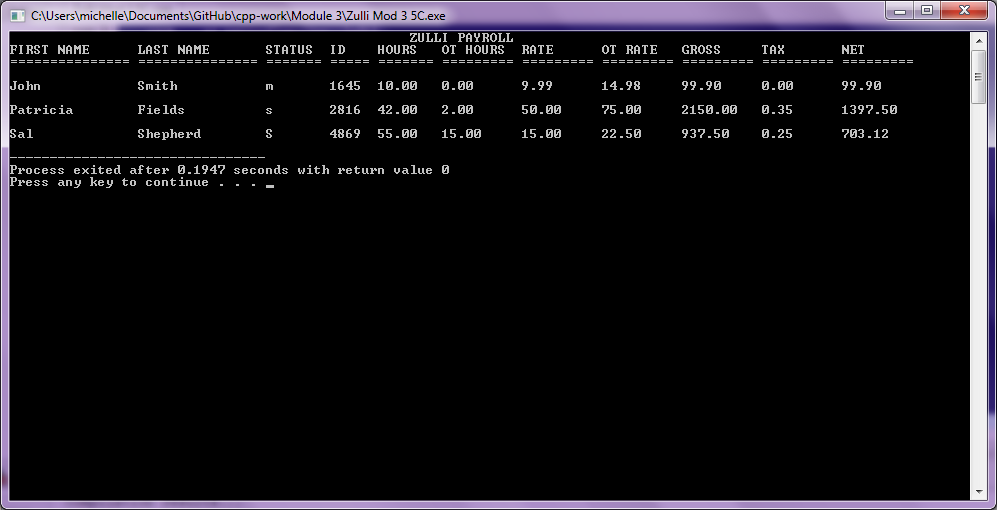 C:\Users\michelle\Documents\GitHub\cpp-work\Module 3\Zulli Mod 3 5C.exe
ZULLI PAYROLL
FIRST NAME LAST NAME STATUS ID HOURS OT HOURS RATE OT RATE GROSS TAX NET
=============== =============== ====== ===== ======= ========= ========= ========= ========= ========= =========
John Smith m 1645 10.00 0.00 9.99 14.98 99.90 0.00 99.90
Patricia Fields s 2816 42.00 2.00 50.00 75.00 2150.00 0.35 1397.50
Sal Shepherd S 4869 55.00 15.00 15.00 22.50 937.50 0.25 703.12
--------------------------------
Process exited after 0.1947 seconds with return value 0
Press any key to continue . . . _